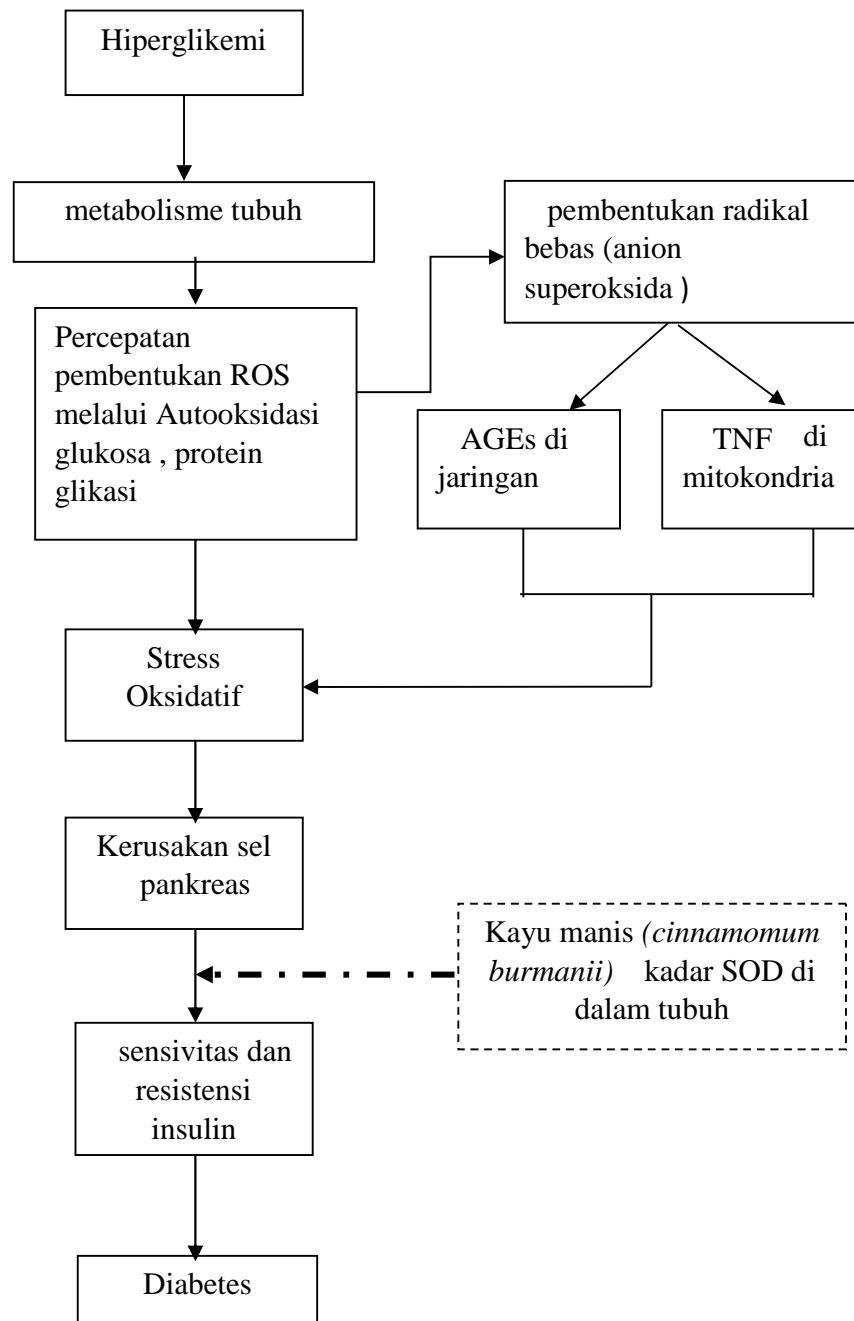 Hiperglikemi
metabolisme tubuh
pembentukan radikal
bebas (anion
superoksida )
Percepatan
pembentukan ROS
melalui Autooksidasi
glukosa , protein
glikasi
AGEs di
jaringan
TNF di
mitokondria
Stress
Oksidatif
Kerusakan sel
pankreas
Kayu manis (cinnamomum
burmanii) kadar SOD di
dalam tubuh
sensivitas dan
resistensi
insulin
Diabetes